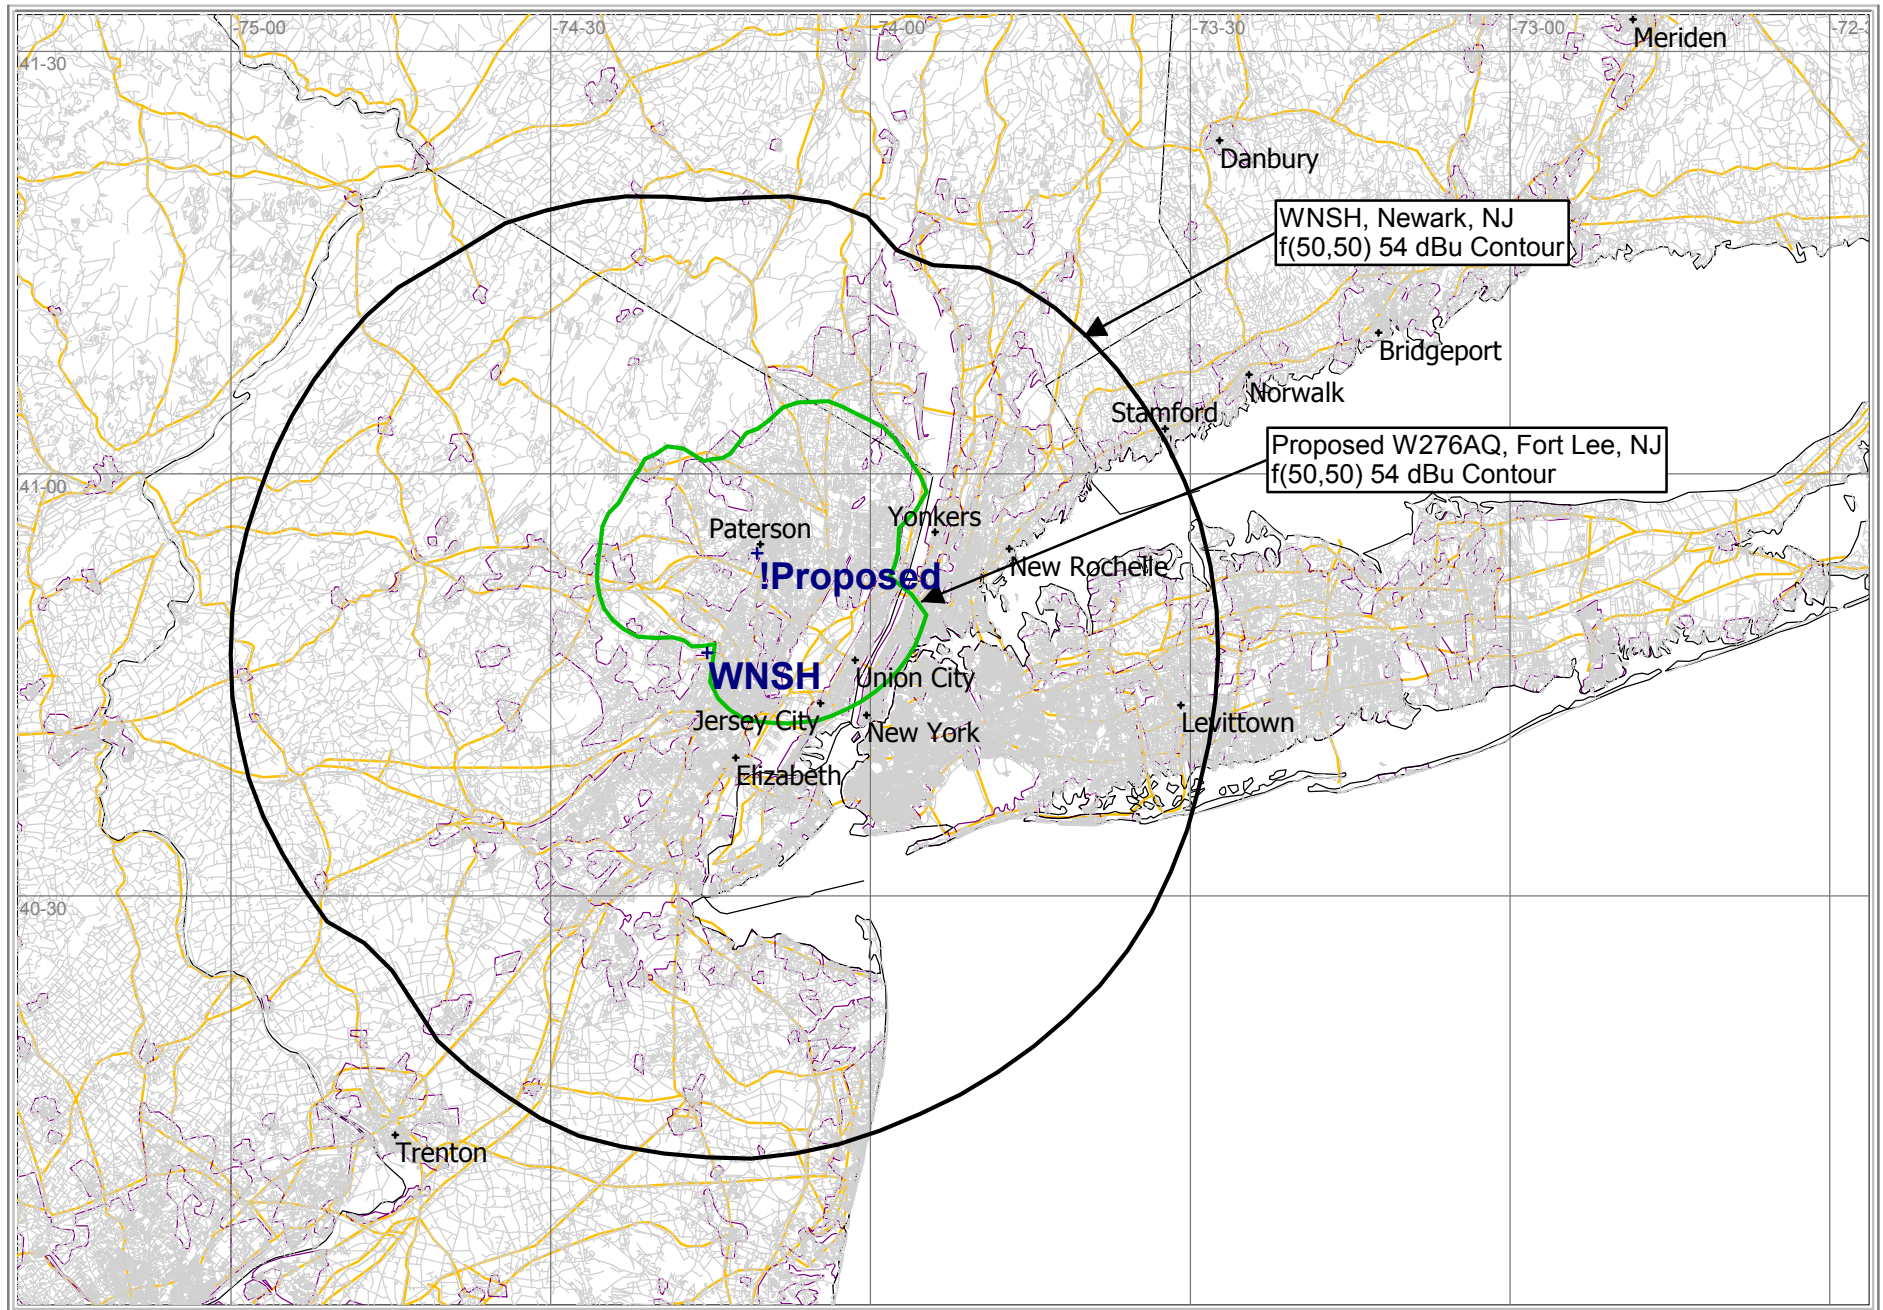 -75-00
-74-30
-74-00
-73-30
-73-00
-72-3
Meriden
41-30
Danbury
WNSH, Newark, NJ
f(50,50) 54 dBu Contour
Bridgeport
Norwalk
Stamford
Proposed W276AQ, Fort Lee, NJ
f(50,50) 54 dBu Contour
41-00
Paterson
Yonkers
New Rochelle
!Proposed
WNSH
Union City
Jersey City
New York
Levittown
Elizabeth
40-30
Trenton